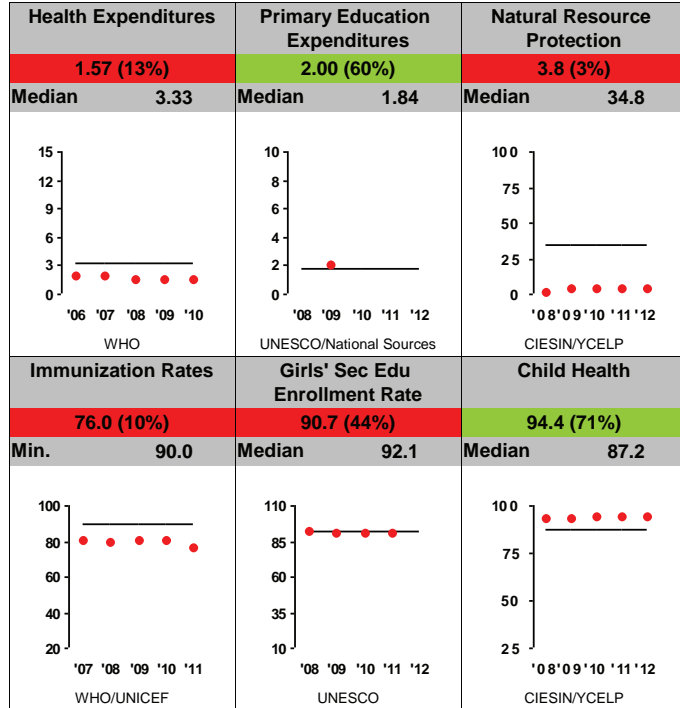 Health Expenditures
1.57 (13%)
Median 3.33
15
12
9
6
3
0
'06 '07 '08 '09 '10
WHO
Primary Education
Expenditures
2.00 (60%)
Median 1.84
10
8
6
4
2
0
'08 '09 '10 '11 '12
UNESCO/National Sources
Natural Resource
Protection
3.8 (3%)
Median 34.8
100
75
50
25
0
'08 '09 '10 '11 '12
CIESIN/YCELP
Immunization Rates
76.0 (10%)
Min. 90.0
100
80
60
40
20
'07 '08 '09 '10 '11
WHO/UNICEF
Girls' Sec Edu
Enrollment Rate
90.7 (44%)
Median 92.1
110
85
60
35
10
'08 '09 '10 '11 '12
UNESCO
Child Health
94.4 (71%)
Median 87.2
100
75
50
25
'08 '09 '10 '11 '12
CIESIN/YCELP